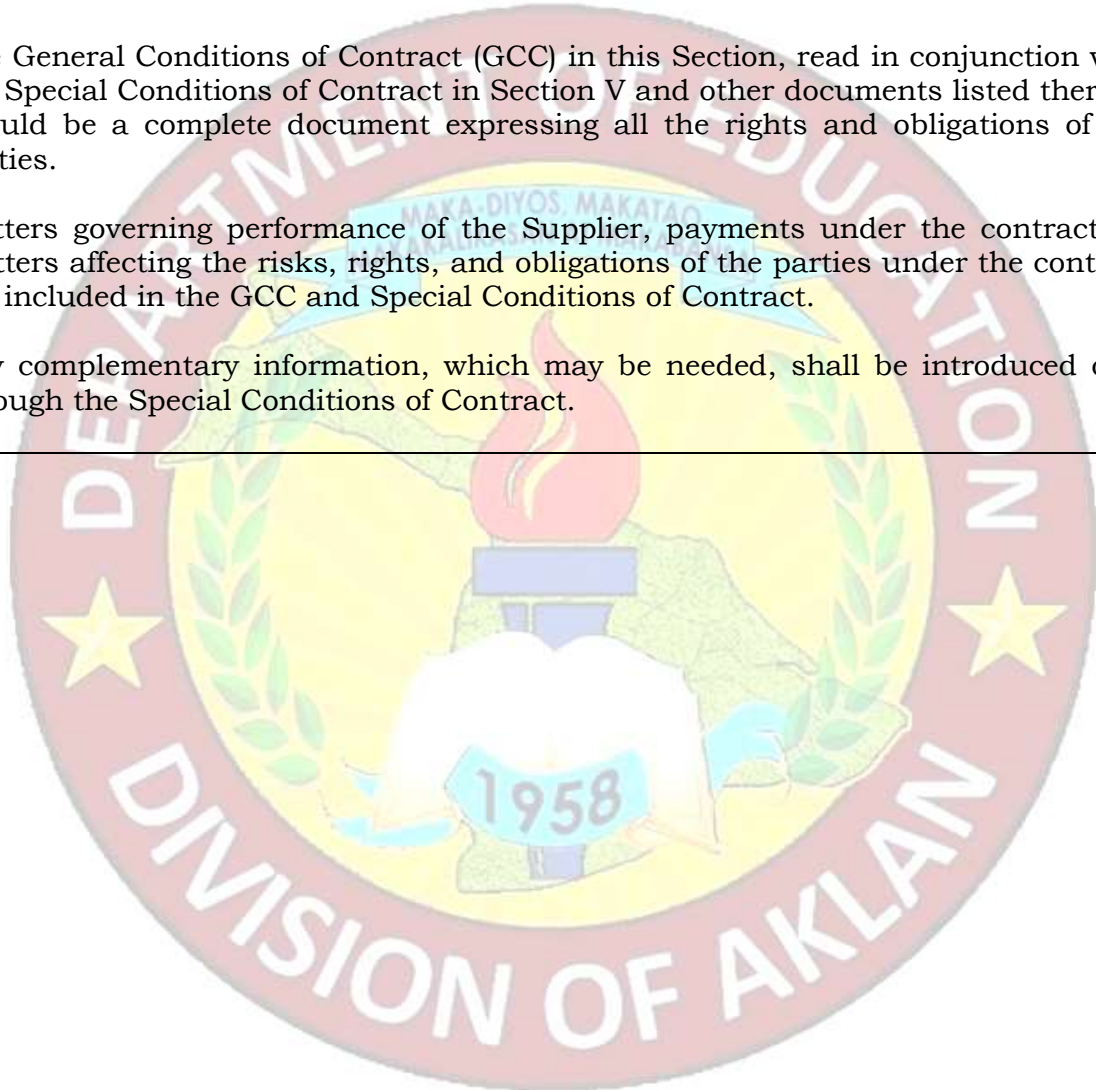 General Conditions of Contract (GCC) in this Section, read in conjunction
Special Conditions of Contract in Section V and other documents listed
ould be a complete document expressing all the rights and obligations of
ties.
tters governing performance of the Supplier, payments under the contract
tters affecting the risks, rights, and obligations of the parties under the cont
included in the GCC and Special Conditions of Contract.
y complementary information, which may be needed, shall be introduced
ough the Special Conditions of Contract.
DEPARTMENT OF EDUCATION
MAKA-DIYOS, MAKATAO
1958
DIVISION OF AKLAN